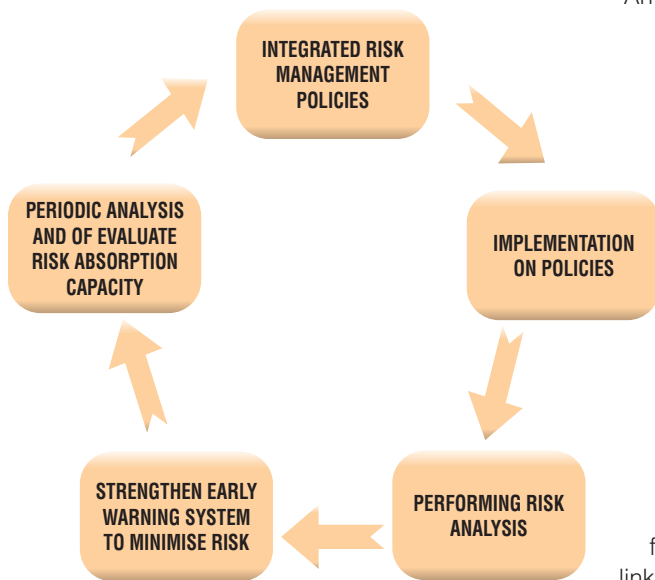 INTEGRATED RISK
MANAGEMENT
POLICIES
IMPLEMENTATION
ON POLICIES
PERFORMING RISK
ANALYSIS
STRENGTHEN EARLY
WARNING SYSTEM
TO MINIMISE RISK
PERIODIC ANALYSIS
AND OF EVALUATE
RISK ABSORPTION
CAPACITY
f
link